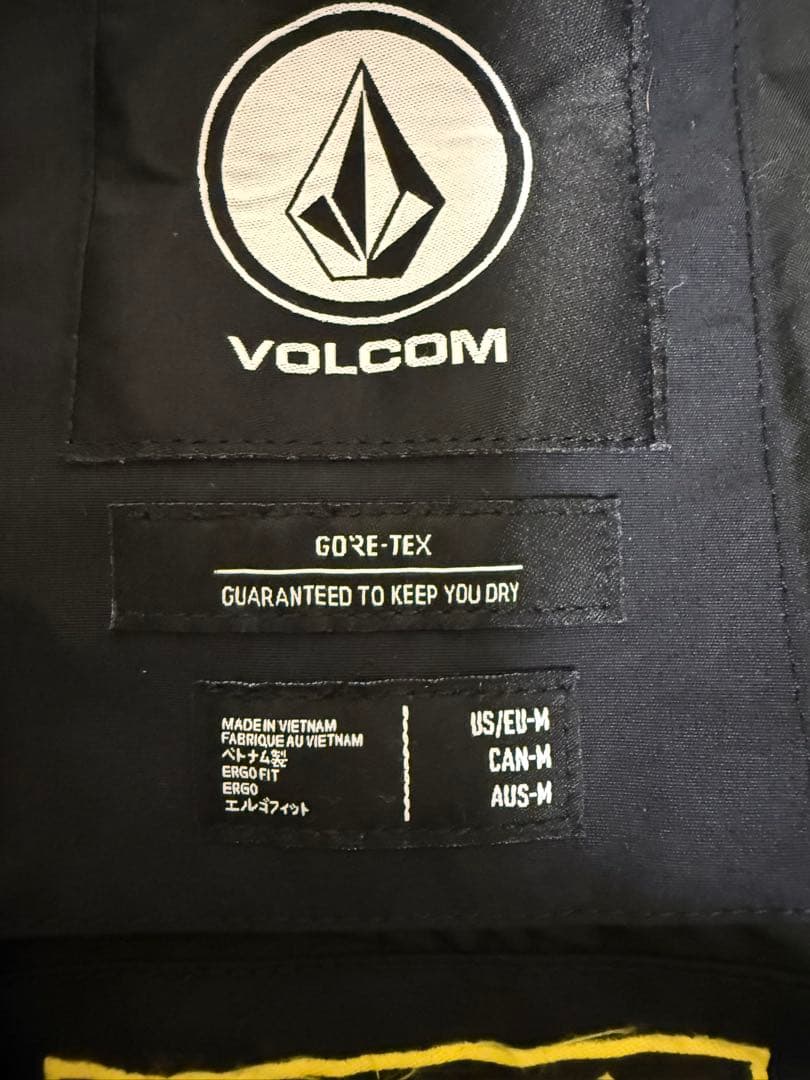 VOLCOM
GORE-TEX
GUARANTEED TO KEEP YOU DRY
MADE IN VIETNAM
FABRIQUE AU VIETNAM
ベトナム製
ERGO FIT
ERGO
エルゴフィット
US/EU-M
CAN-M
AUS-M